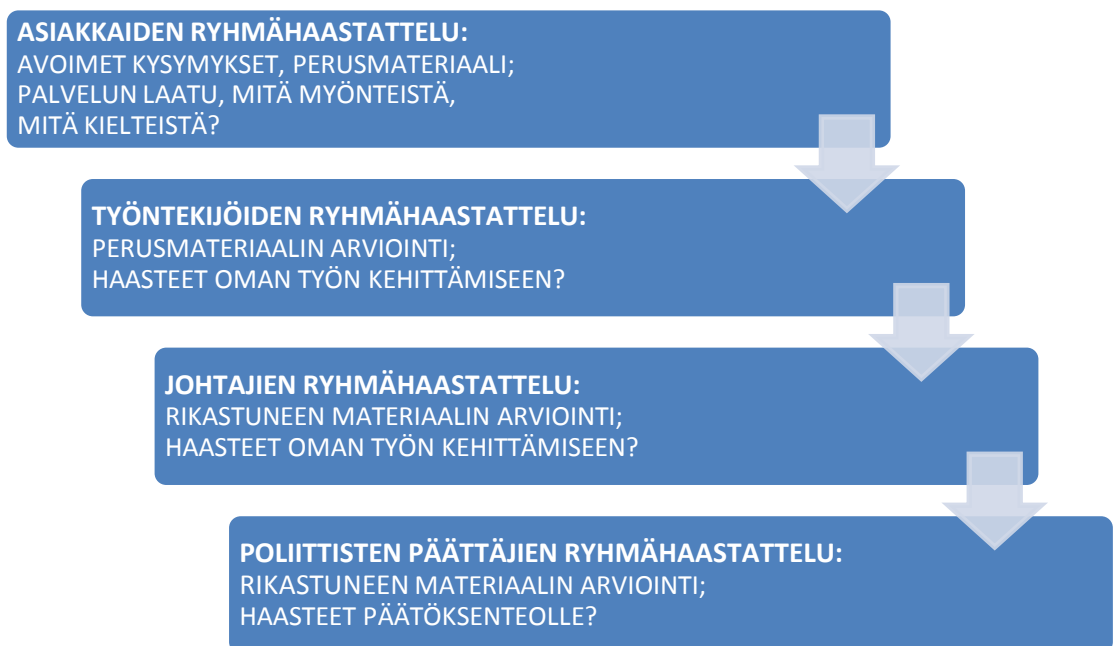 ASIAKKAIDEN RYHMÄHAASTATTELU:
AVOIMET KYSYMYKSET, PERUSMATERIAALI;
PALVELUN LAATU, MITÄ MYÖNTEISTÄ,
MITÄ KIELTEISTÄ?
TYÖNTEKIJÖIDEN RYHMÄHAASTATTELU:
PERUSMATERIAALIN ARVIOINTI;
HAASTEET OMAN TYÖN KEHITTÄMISEEN?
JOHTAJIEN RYHMÄHAASTATTELU:
RIKASTUNEEN MATERIAALIN ARVIOINTI;
HAASTEET OMAN TYÖN KEHITTÄMISEEN?
POLIITTISTEN PÄÄTTÄJIEN RYHMÄHAASTATTELU:
RIKASTUNEEN MATERIAALIN ARVIOINTI;
HAASTEET PÄÄTÖKSENTEOLLE?